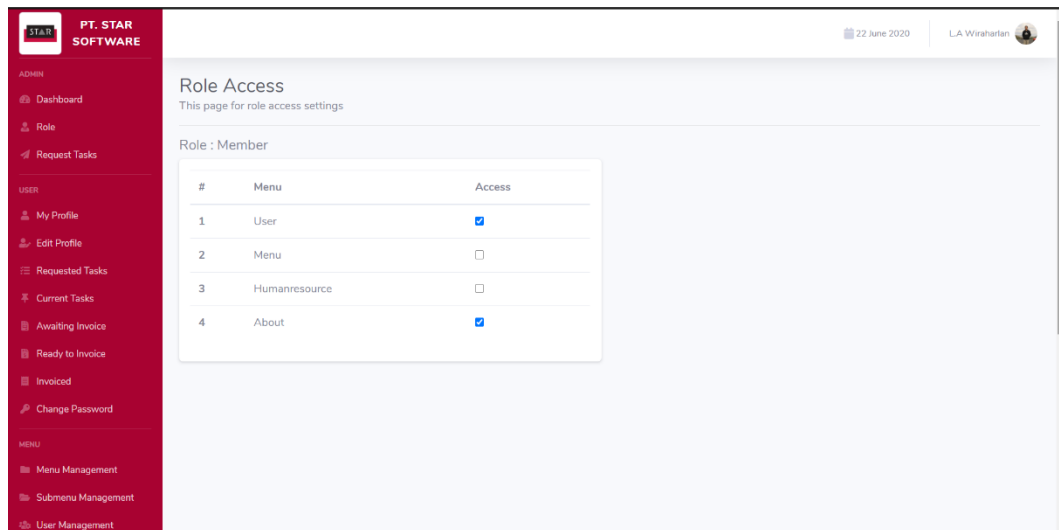 STAR
PT. STAR
SOFTWARE
22 June 2020
I_A Wiraharlan
ADMIN
Dashboard
Role
Request Tasks
USER
My Profile
Edit Profile
Requested Tasks
Current Tasks
Awaiting Invoice
Ready to Invoice
Invoiced
Change Password
MENU
Menu Management
Submenu Management
User Management
Role Access
This page for role access settings
Role : Member
# Menu Access
1 User
2 Menu
3 Humanresource
4 About